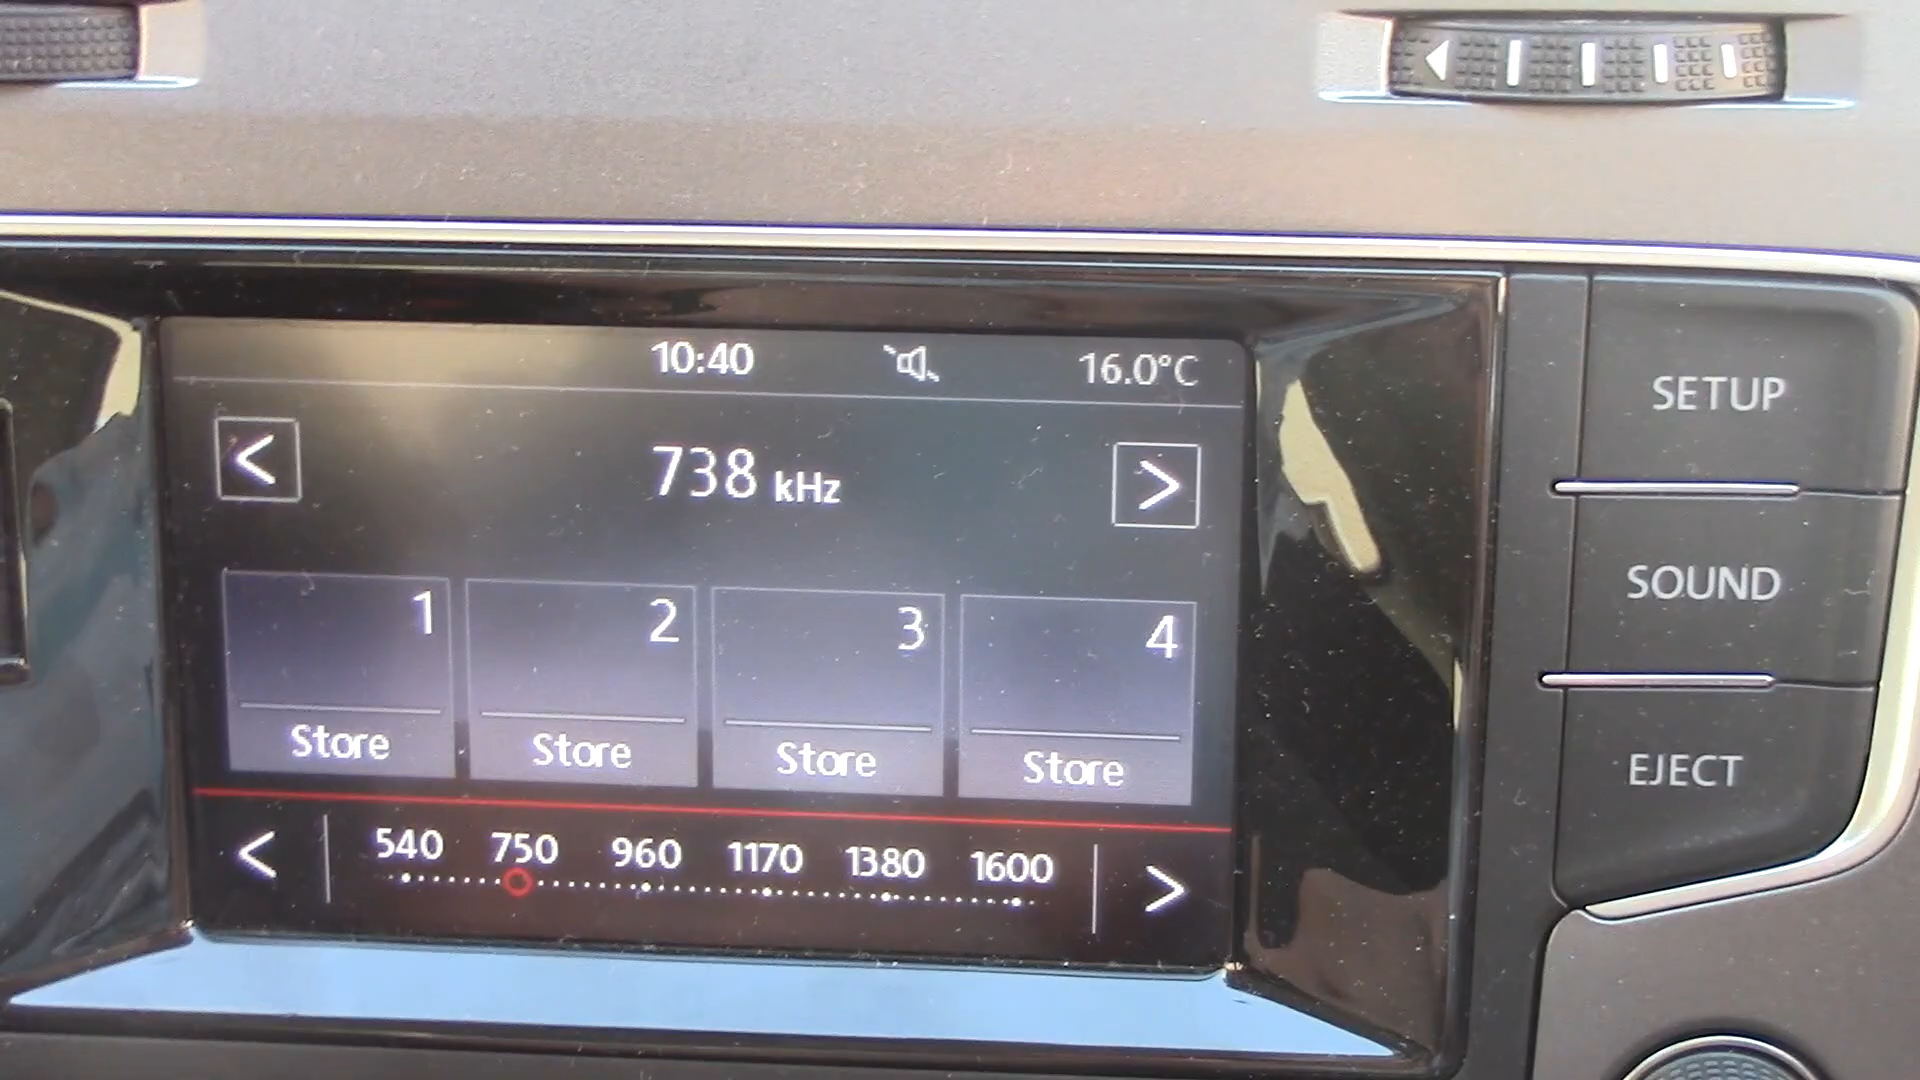 10:40 16.0°C
< 738 kHz >
1 2 3 4
Store Store Store Store
< 540 750 960 1170 1380 1600 >
SETUP
SOUND
EJECT